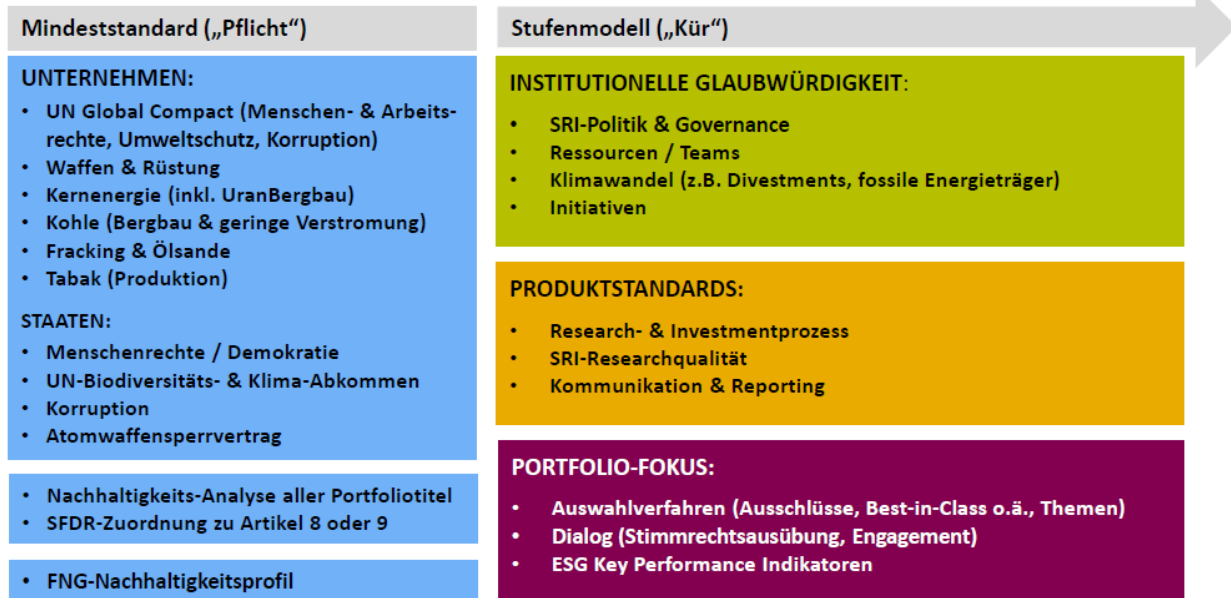 Mindeststandard („Pflicht“)
UNTERNEHMEN:
• UN Global Compact (Menschen- & Arbeits-
rechte, Umweltschutz, Korruption)
• Waffen & Rüstung
• Kernenergie (inkl. UranBergbau)
• Kohle (Bergbau & geringe Verstromung)
• Fracking & Ölsande
• Tabak (Produktion)
STAATEN:
• Menschenrechte / Demokratie
• UN-Biodiversitäts- & Klima-Abkommen
• Korruption
• Atomwaffensperrvertrag
• Nachhaltigkeits-Analyse aller Portfoliotitel
• SFDR-Zuordnung zu Artikel 8 oder 9
• FNG-Nachhaltigkeitsprofil
Stufenmodell („Kür“)
INSTITUTIONELLE GLAUBWÜRDIGKEIT:
• SRI-Politik & Governance
• Ressourcen / Teams
• Klimawandel (z.B. Divestments, fossile Energieträger)
• Initiativen
PRODUKTSTANDARDS:
• Research- & Investmentprozess
• SRI-Researchqualität
• Kommunikation & Reporting
PORTFOLIO-FOKUS:
• Auswahlverfahren (Ausschlüsse, Best-in-Class o.ä., Themen)
• Dialog (Stimmrechtsausübung, Engagement)
• ESG Key Performance Indikatoren